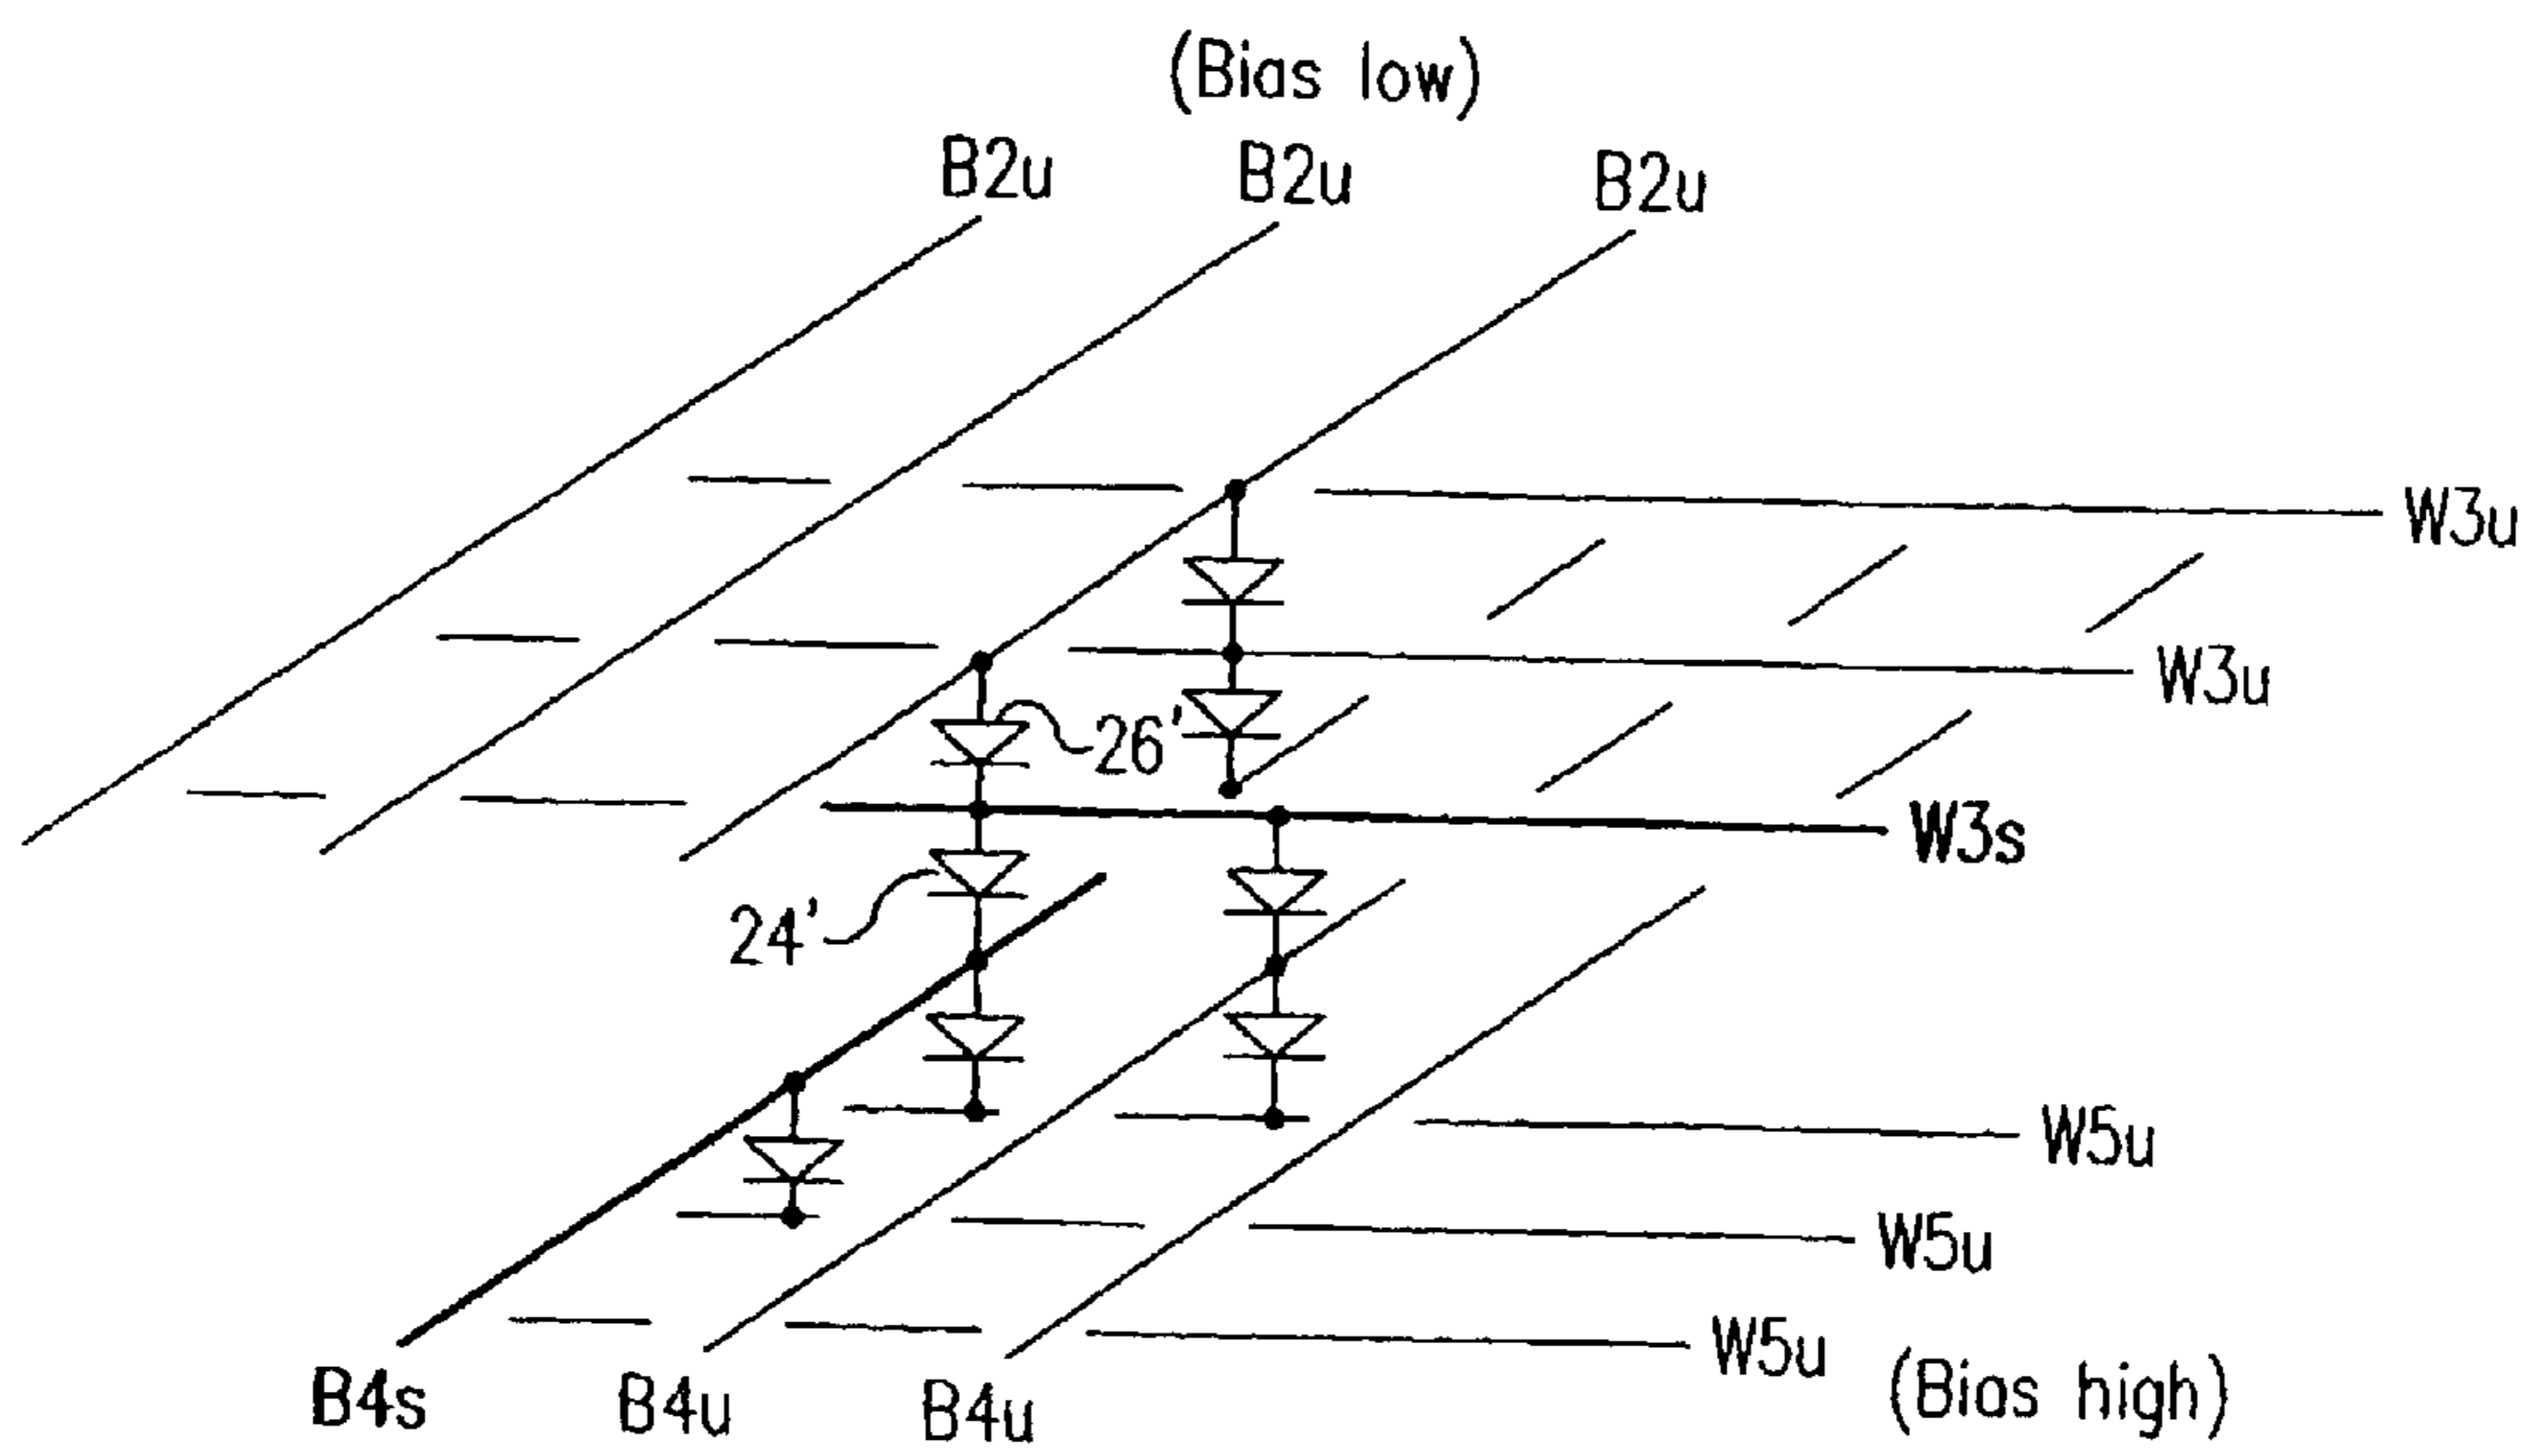 (Bias low)
B2u B2u B2u
W3u
W3u
26'
W3s
24'
W5u
W5u
W5u (Bias high)
B4s B4u B4u